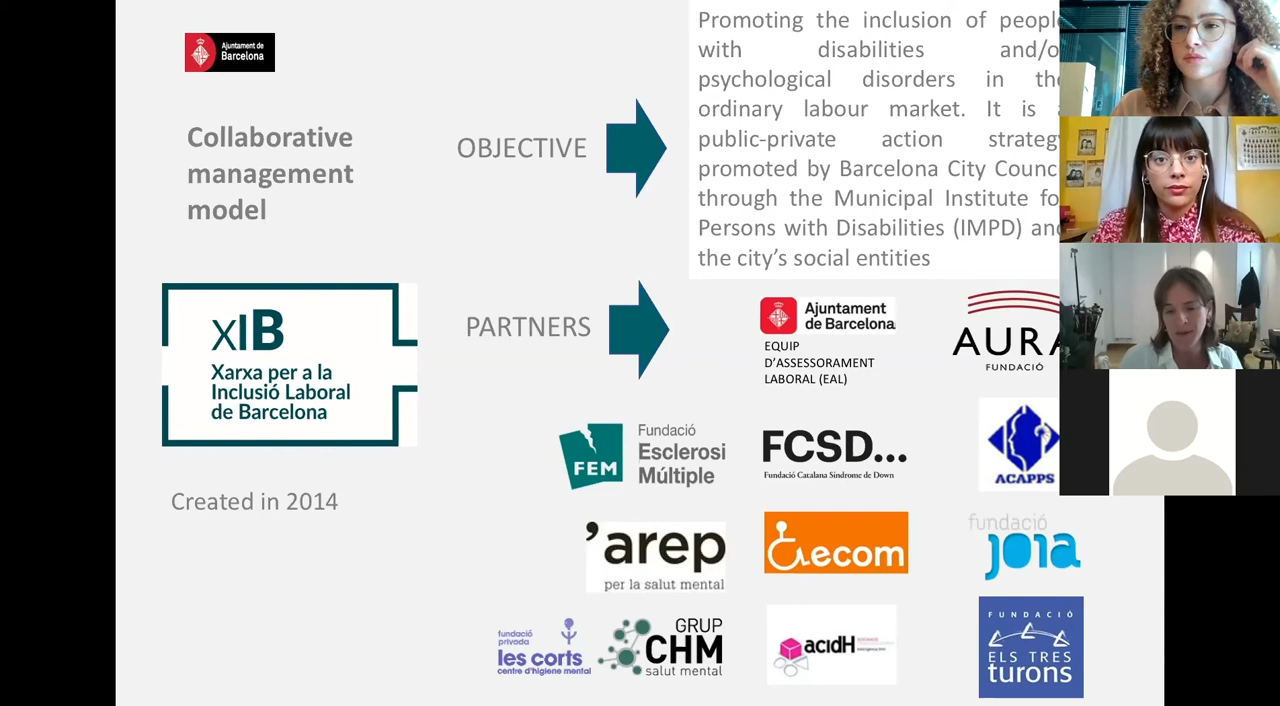 Ajuntament de
Barcelona
Collaborative
management
model
XIB
Xarxa per a la
Inclusió Laboral
de Barcelona
Created in 2014
OBJECTIVE
Promoting the inclusion of people
with disabilities and/o
psychological disorders in the
ordinary labour market. It is a
public-private action strategy
promoted by Barcelona City Counci
through the Municipal Institute fo
Persons with Disabilities (IMPD) and
the city's social entities
PARTNERS
Ajuntament
de Barcelona
EQUIP
D'ASSESSORAMENT
LABORAL (EAL)
AURA
FUNDACIÓ
FEM
Fundació
Esclerosi
Múltiple
FCSD...
Fundació Catalana Síndrome de Down
ACAPPS
'arep
per la salut mental
ecom
fundació
joia
fundació
privada
les corts
centre d'higiene mental
GRUP
CHM
salut mental
acidH
FUNDACIÓ
ELS TRES
turons